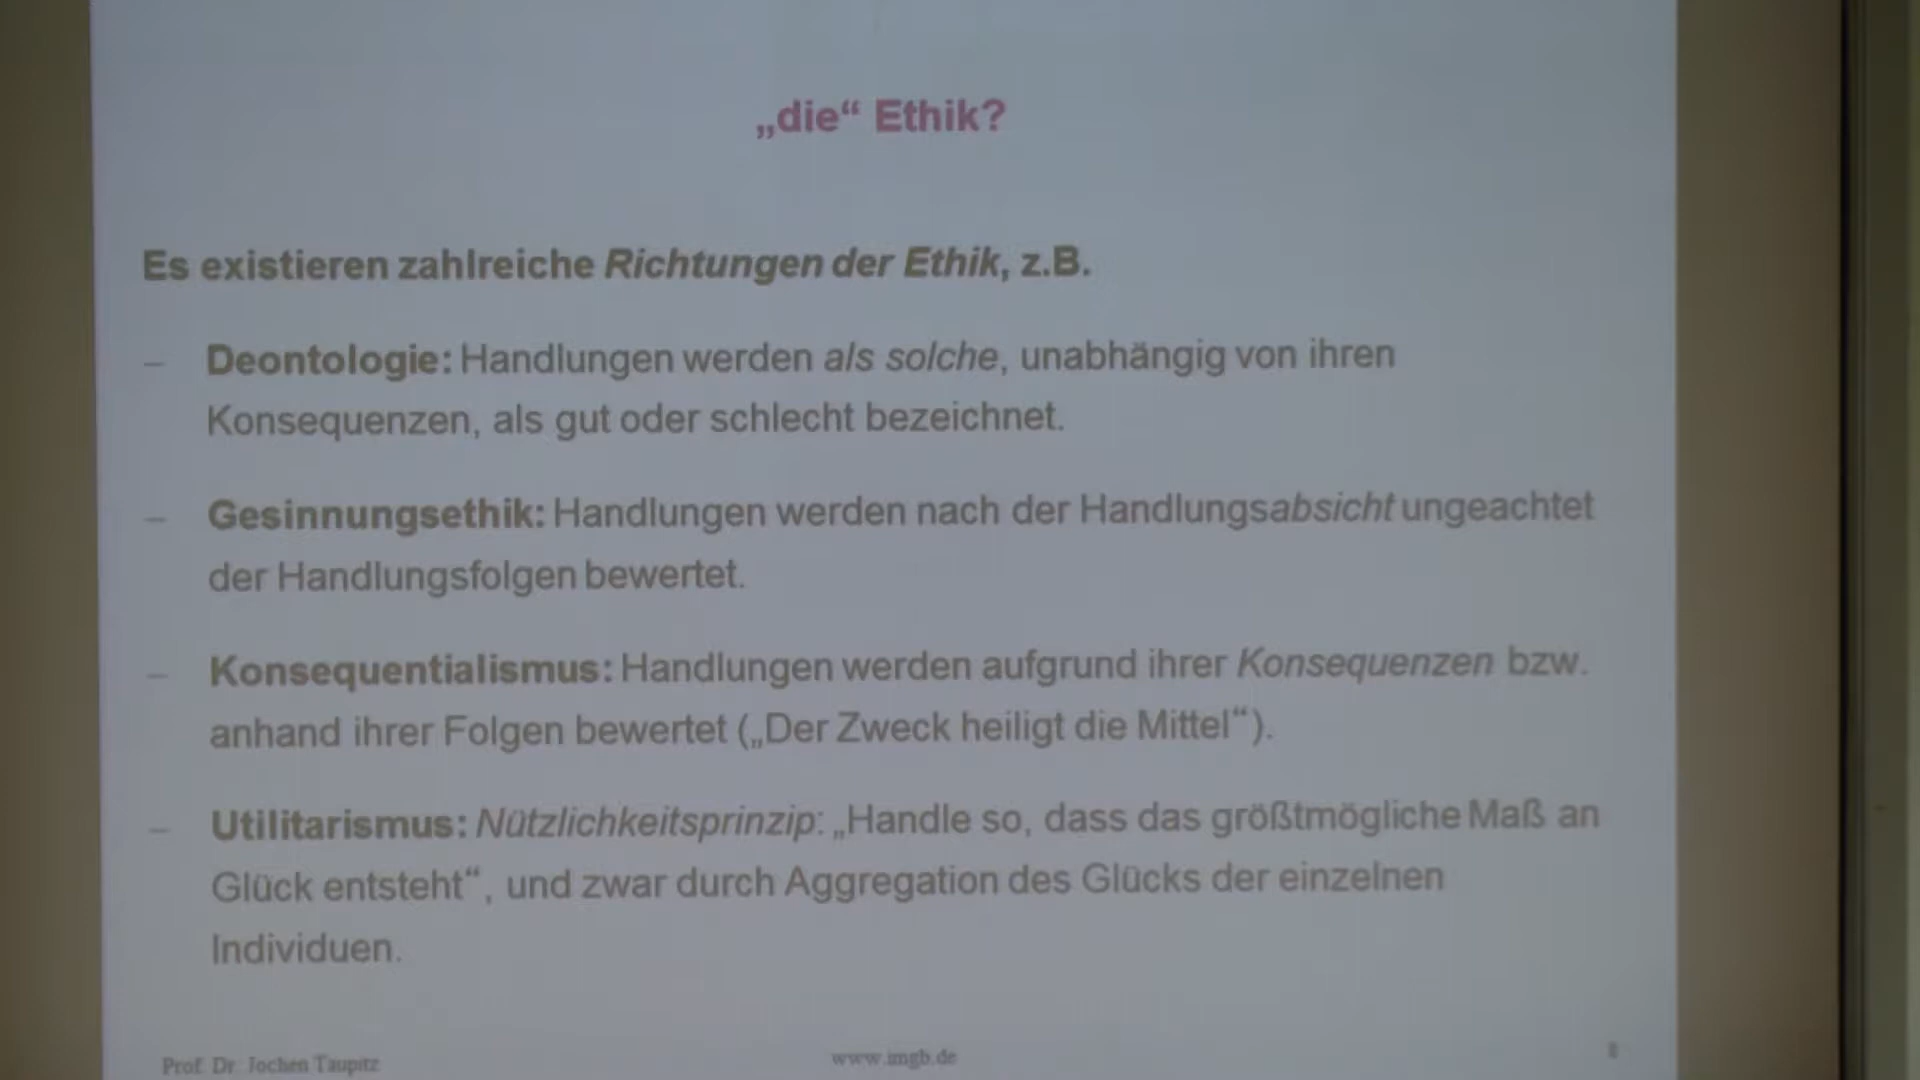 „die“ Ethik?
Es existieren zahlreiche Richtungen der Ethik, z.B.
– Deontologie: Handlungen werden als solche, unabhängig von ihren
Konsequenzen, als gut oder schlecht bezeichnet.
– Gesinnungsethik: Handlungen werden nach der Handlungsabsicht ungeachtet
der Handlungsfolgen bewertet.
– Konsequentialismus: Handlungen werden aufgrund ihrer Konsequenzen bzw.
anhand ihrer Folgen bewertet („Der Zweck heiligt die Mittel“).
– Utilitarismus: Nützlichkeitsprinzip: „Handle so, dass das größtmögliche Maß an
Glück entsteht“, und zwar durch Aggregation des Glücks der einzelnen
Individuen.
Prof. Dr. Jochen Taupitz
www.imgb.de